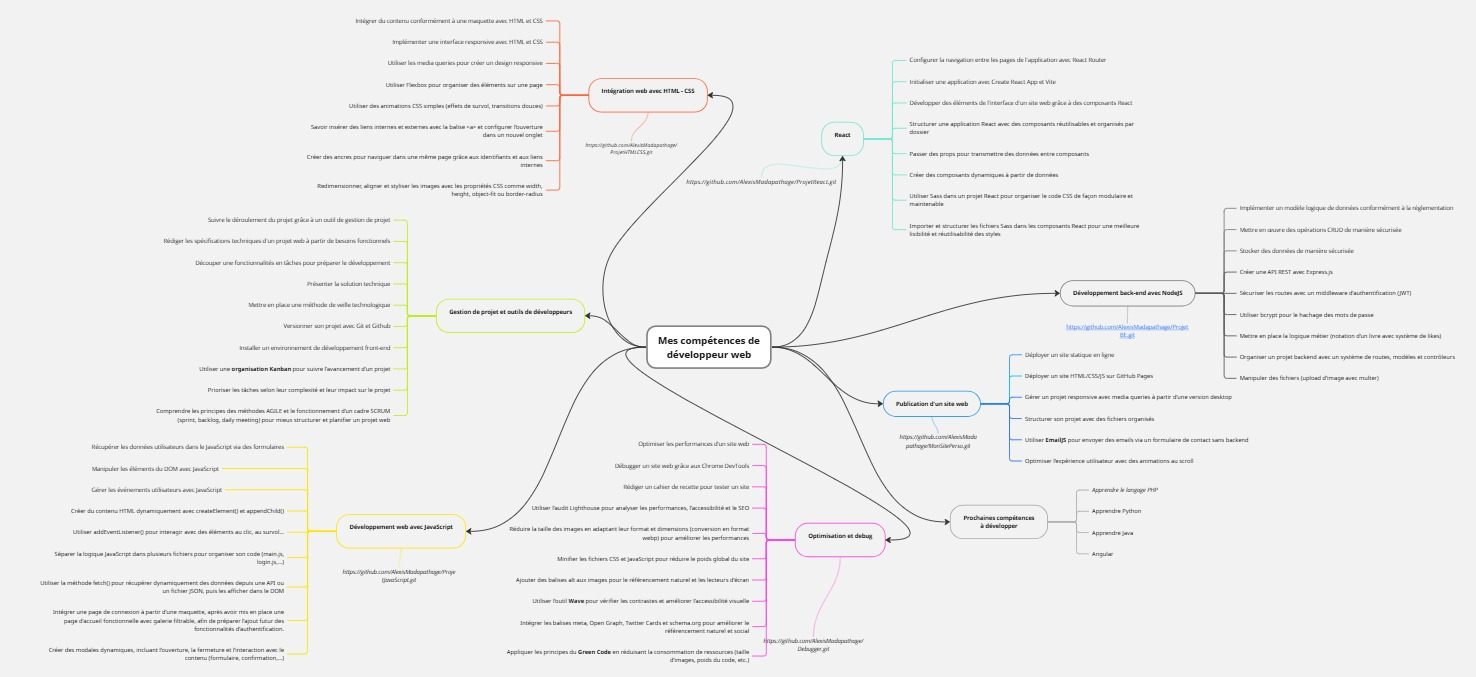 Intégrer du contenu conformément à une maquette avec HTML et CSS
Implémenter une interface responsive avec HTML et CSS
Utiliser les media queries pour créer un design responsive
Utiliser Flexbox pour organiser des éléments sur une page
Utiliser des animations CSS simples (effets de survol, transitions douces)
Savoir insérer des liens internes et externes avec la balise <a> et configurer l'ouverture
dans un nouvel onglet
Créer des ancres pour naviguer dans une même page grâce aux identifiants et aux liens
internes
Redimensionner, aligner et styliser les images avec les propriétés CSS comme width,
height, object-fit ou border-radius
Intégration web avec HTML - CSS
https://github.com/AlexisMadapathage/
ProjetHTMLCSS.git
React
https://github.com/AlexisMadapathage/ProjetReact.git
Configurer la navigation entre les pages de l'application avec React Router
Initialiser une application avec Create React App et Vite
Développer des éléments de l'interface d'un site web grâce à des composants React
Structurer une application React avec des composants réutilisables et organisés par
dossier
Passer des props pour transmettre des données entre composants
Créer des composants dynamiques à partir de données
Utiliser Sass dans un projet React pour organiser le code CSS de façon modulaire et
maintenable
Importer et structurer les fichiers Sass dans les composants React pour une meilleure
lisibilité et réutilisabilité des styles
Suivre le déroulement du projet grâce à un outil de gestion de projet
Rédiger les spécifications techniques d'un projet web à partir de besoins fonctionnels
Découper une fonctionnalités en tâches pour préparer le développement
Présenter la solution technique
Mettre en place une méthode de veille technologique
Versionner son projet avec Git et Github
Installer un environnement de développement front-end
Utiliser une organisation Kanban pour suivre l'avancement d'un projet
Prioriser les tâches selon leur complexité et leur impact sur le projet
Comprendre les principes des méthodes AGILE et le fonctionnement d'un cadre SCRUM
(sprint, backlog, daily meeting) pour mieux structurer et planifier un projet web
Gestion de projet et outils de développeurs
Mes compétences de
développeur web
Développement back-end avec NodeJS
https://github.com/AlexisMadapathage/Projet
BE.git
Implémenter un modèle logique de données conformément à la réglementation
Mettre en œuvre des opérations CRUD de manière sécurisée
Stocker des données de manière sécurisée
Créer une API REST avec Express.js
Sécuriser les routes avec un middleware d'authentification (JWT)
Utiliser bcrypt pour le hachage des mots de passe
Mettre en place la logique métier (notation d'un livre avec système de likes)
Organiser un projet backend avec un système de routes, modèles et contrôleurs
Manipuler des fichiers (upload d'image avec multer)
Publication d'un site web
https://github.com/AlexisMada
pathage/MonSitePerso.git
Déployer un site statique en ligne
Déployer un site HTML/CSS/JS sur GitHub Pages
Gérer un projet responsive avec media queries à partir d'une version desktop
Structurer son projet avec des fichiers organisés
Utiliser EmailJS pour envoyer des emails via un formulaire de contact sans backend
Optimiser l'expérience utilisateur avec des animations au scroll
Récupérer les données utilisateurs dans le JavaScript via des formulaires
Manipuler les éléments du DOM avec JavaScript
Gérer les événements utilisateurs avec JavaScript
Créer du contenu HTML dynamiquement avec createElement() et appendChild()
Utiliser addEventListener() pour interagir avec des éléments au clic, au survol...
Séparer la logique JavaScript dans plusieurs fichiers pour organiser son code (main.js,
login.js,...)
Utiliser la méthode fetch() pour récupérer dynamiquement des données depuis une API ou
un fichier JSON, puis les afficher dans le DOM
Intégrer une page de connexion à partir d'une maquette, après avoir mis en place une
page d'accueil fonctionnelle avec galerie filtrable, afin de préparer l'ajout futur des
fonctionnalités d'authentification.
Créer des modales dynamiques, incluant l'ouverture, la fermeture et l'interaction avec le
contenu (formulaire, confirmation,...)
Développement web avec JavaScript
https://github.com/AlexisMadapathage/Proje
tJavaScript.git
Optimiser les performances d'un site web
Débugger un site web grâce aux Chrome DevTools
Rédiger un cahier de recette pour tester un site
Utiliser l'audit Lighthouse pour analyser les performances, l'accessibilité et le SEO
Réduire la taille des images en adaptant leur format et dimensions (conversion en format
webp) pour améliorer les performances
Minifier les fichiers CSS et JavaScript pour réduire le poids global du site
Ajouter des balises alt aux images pour le référencement naturel et les lecteurs d'écran
Utiliser l'outil Wave pour vérifier les contrastes et améliorer l'accessibilité visuelle
Intégrer les balises meta, Open Graph, Twitter Cards et schema.org pour améliorer le
référencement naturel et social
Appliquer les principes du Green Code en réduisant la consommation de ressources (taille
d'images, poids du code, etc.)
Optimisation et debug
https://github.com/AlexisMadapathage/
Debugger.git
Prochaines compétences
à développer
Apprendre le langage PHP
Apprendre Python
Apprendre Java
Angular